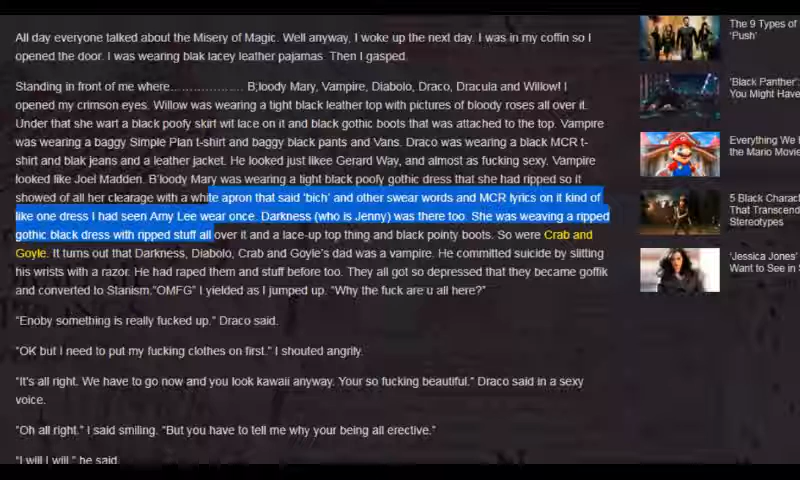 All day everyone talked about the Misery of Magic. Well anyway, I woke up the next day. I was in my coffin so I
opened the door. I was wearing blak lacey leather pajamas. Then I gasped.
Standing in front of me where………………… B;loody Mary, Vampire, Diabolo, Draco, Dracula and Willow! I
opened my crimson eyes. Willow was wearing a tight black leather top with pictures of bloody roses all over it.
Under that she wart a black poofy skirt wit lace on it and black gothic boots that was attached to the top. Vampire
was wearing a baggy Simple Plan t-shirt and baggy black pants and Vans. Draco was wearing a black MCR t-
shirt and blak jeans and a leather jacket. He looked just likee Gerard Way, and almost as fucking sexy. Vampire
looked like Joel Madden. B'loody Mary was wearing a tight black poofy gothic dress that she had ripped so it
showed of all her clearage with a white apron that said 'bich' and other swear words and MCR lyrics on it kind of
like one dress I had seen Amy Lee wear once. Darkness (who is Jenny) was there too. She was weaving a ripped
gothic black dress with ripped stuff all over it and a lace-up top thing and black pointy boots. So were Crab and
Goyle. It turns out that Darkness, Diabolo, Crab and Goyle's dad was a vampire. He committed suicide by slitting
his wrists with a razor. He had raped them and stuff before too. They all got so depressed that they became goffik
and converted to Stanism."OMFG" I yielded as I jumped up. "Why the fuck are u all here?"
"Enoby something is really fucked up." Draco said.
"OK but I need to put my fucking clothes on first." I shouted angrily.
"It's all right. We have to go now and you look kawaii anyway. Your so fucking beautiful." Draco said in a sexy
voice.
"Oh all right." I said smiling. "But you have to tell me why your being all erective."
"I will I will" he said.
The 9 Types of
'Push'
'Black Panther':
You Might Have
Everything We
the Mario Movie
5 Black Charac
That Transcend
Stereotypes
'Jessica Jones'
Want to See in S